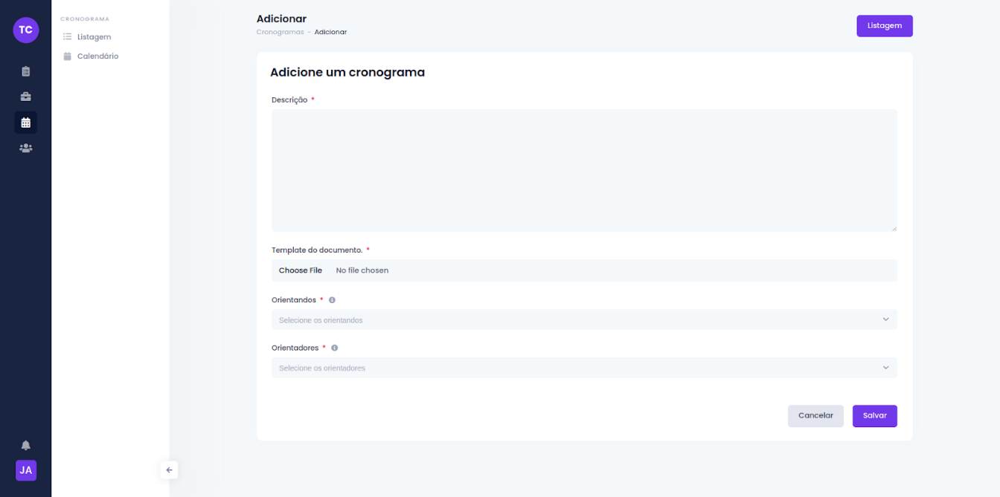 TC
CRONOGRAMA
Listagem
Calendário
JA
Adicionar
Cronogramas - Adicionar
Listagem
Adicione um cronograma
Descrição *
Template do documento. *
Choose File No file chosen
Orientandos *
Selecione os orientandos
Orientadores *
Selecione os orientadores
Cancelar
Salvar